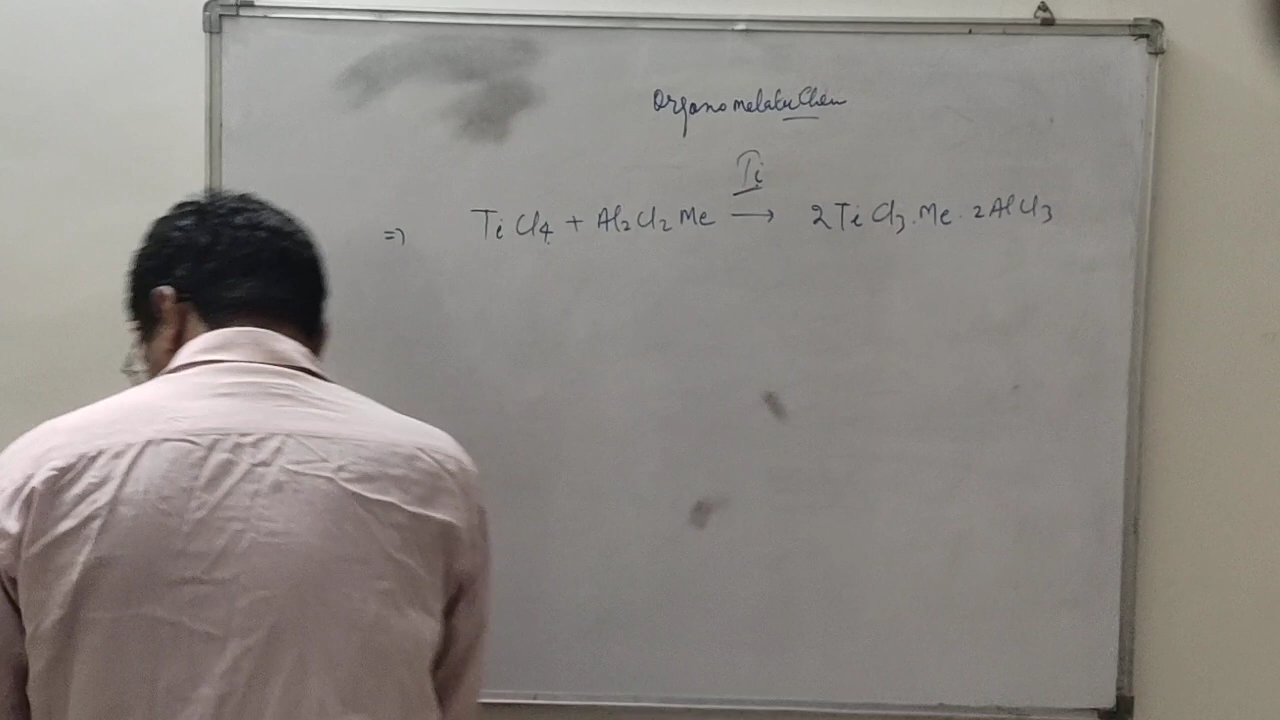 Organometallic Chem
Ti
⇒ TiCl4 + Al2Cl2Me → 2TiCl3.Me.2AlCl3